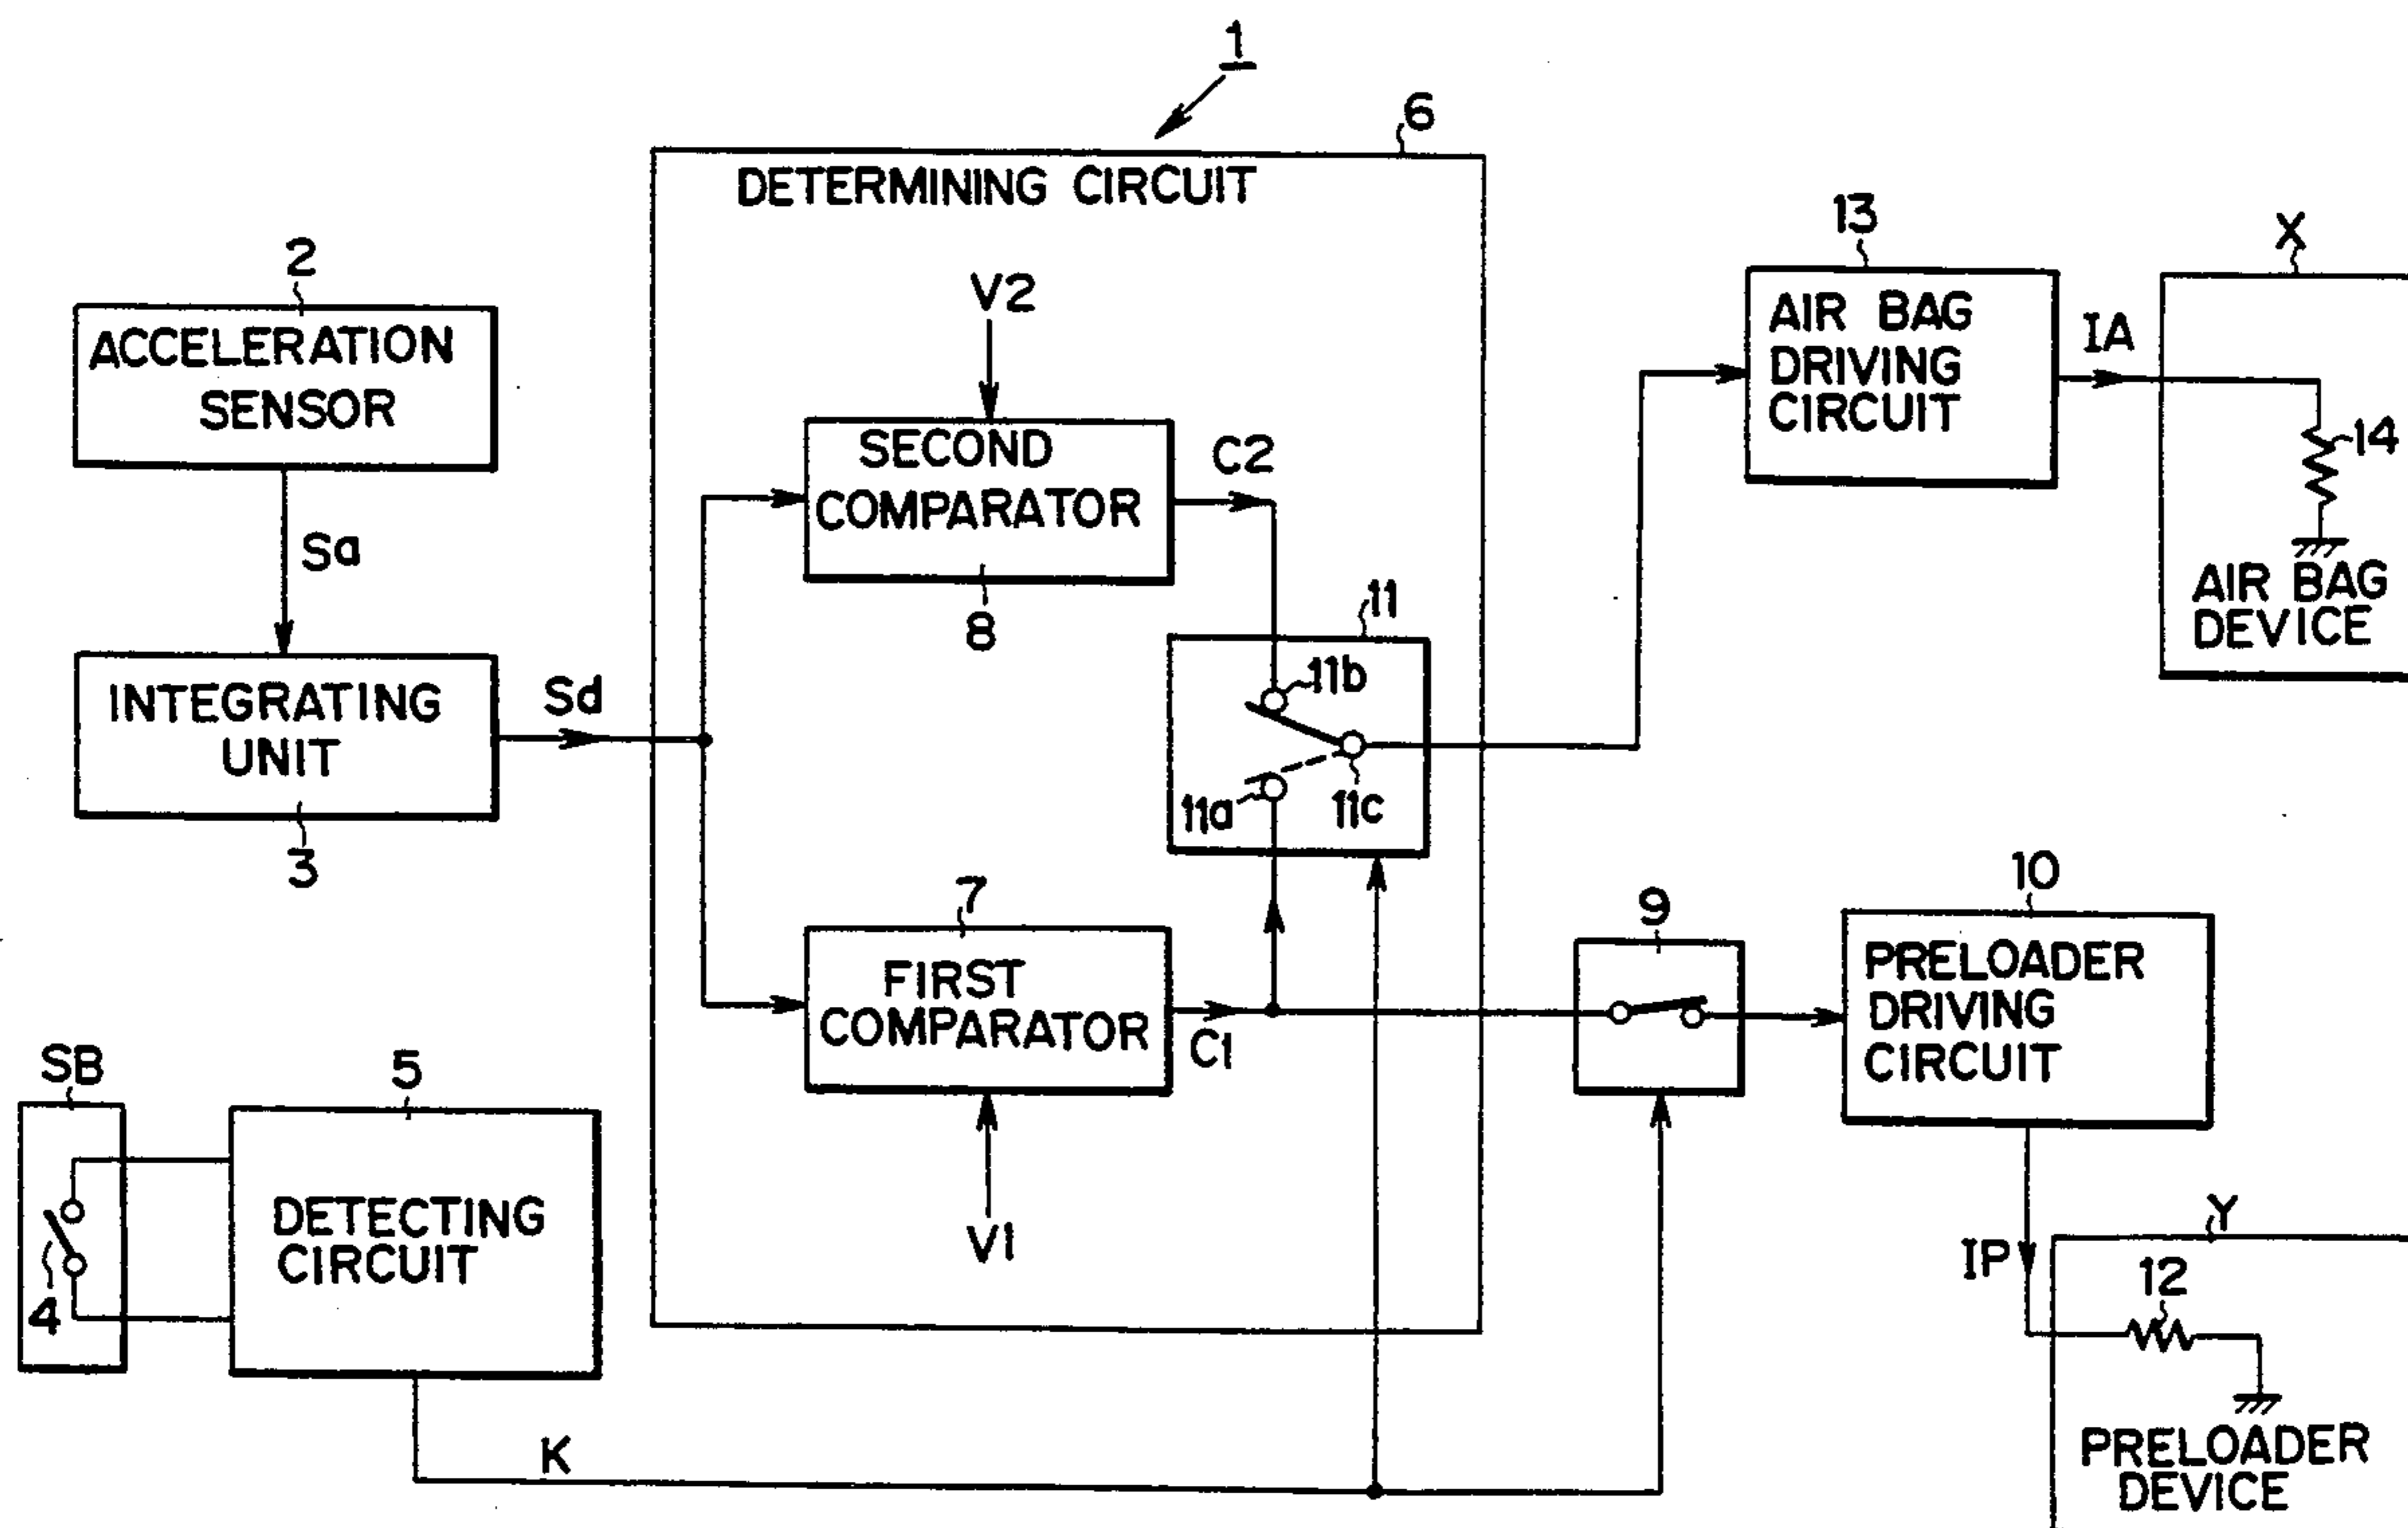 1
6
DETERMINING CIRCUIT
2
ACCELERATION
SENSOR
Sa
INTEGRATING
UNIT
3
Sd
V2
SECOND
COMPARATOR
8
C2
11
11b
11a
11c
7
FIRST
COMPARATOR
C1
V1
13
AIR BAG
DRIVING
CIRCUIT
IA
X
14
AIR BAG
DEVICE
9
10
PRELOADER
DRIVING
CIRCUIT
IP
Y
12
PRELOADER
DEVICE
SB
4
5
DETECTING
CIRCUIT
K